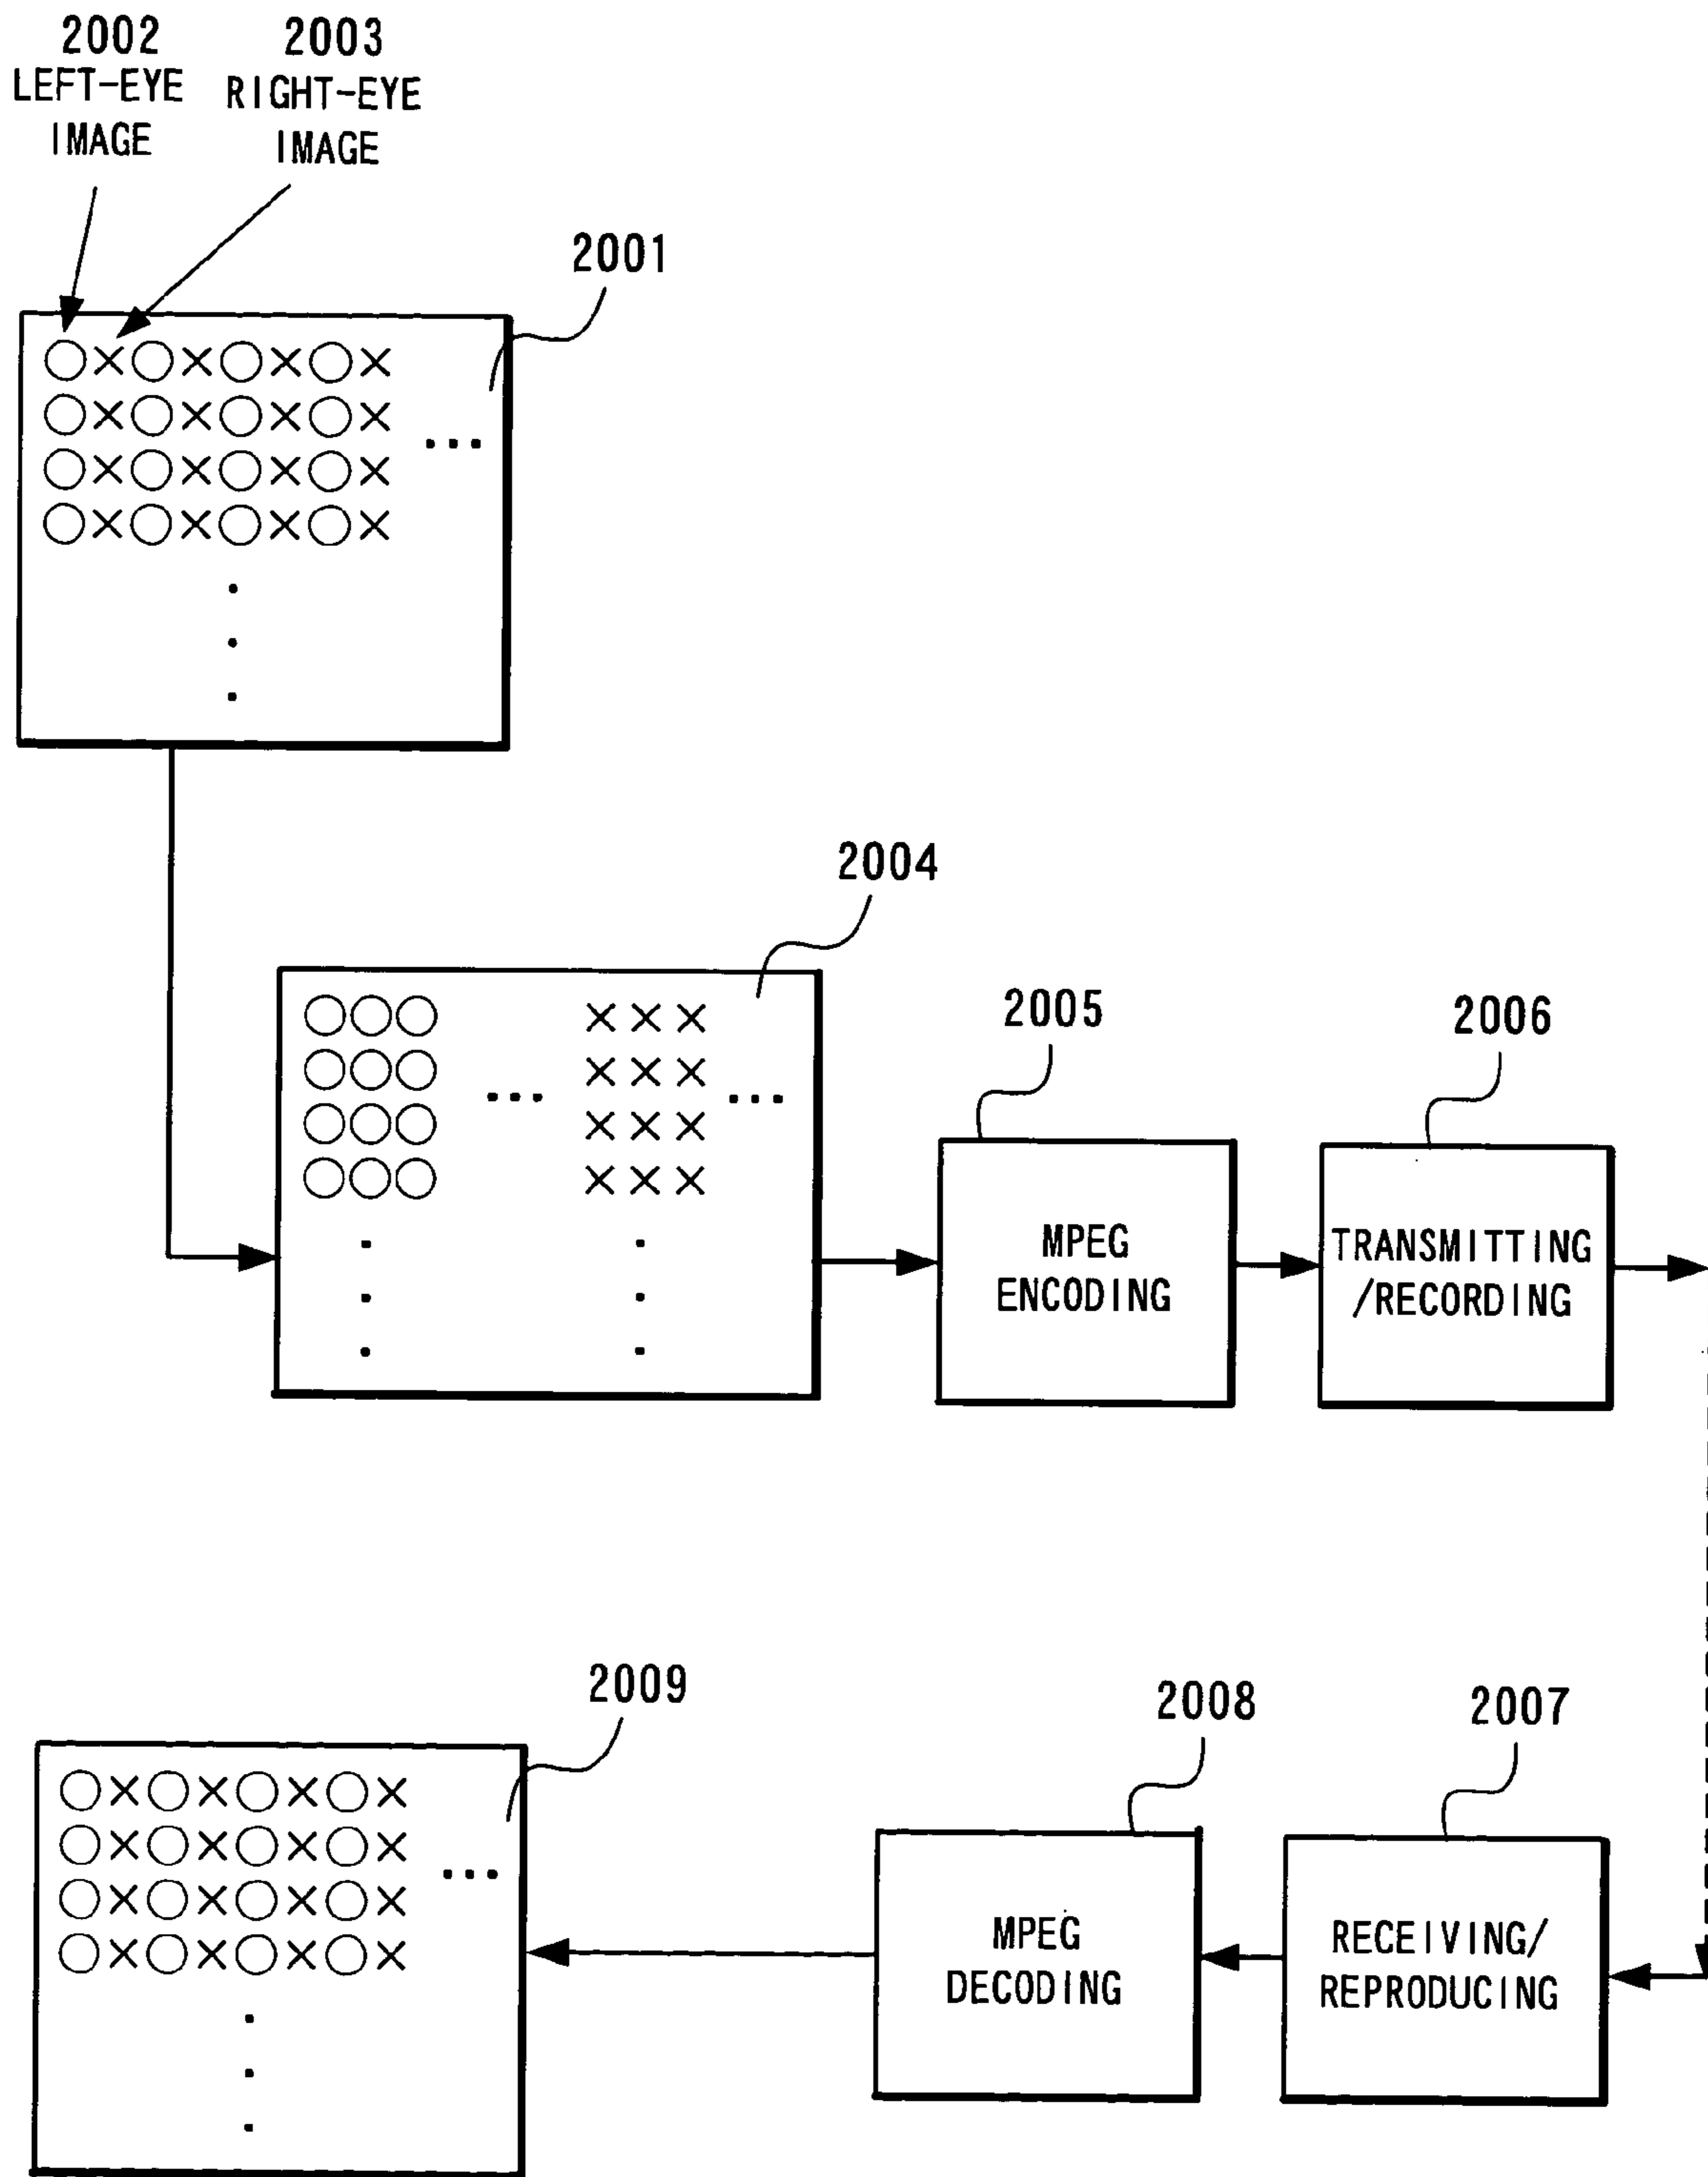 2002
LEFT-EYE
IMAGE
2003
RIGHT-EYE
IMAGE
2001
2004
2005
MPEG
ENCODING
2006
TRANSMITTING
/RECORDING
2009
2008
MPEG
DECODING
2007
RECEIVING/
REPRODUCING